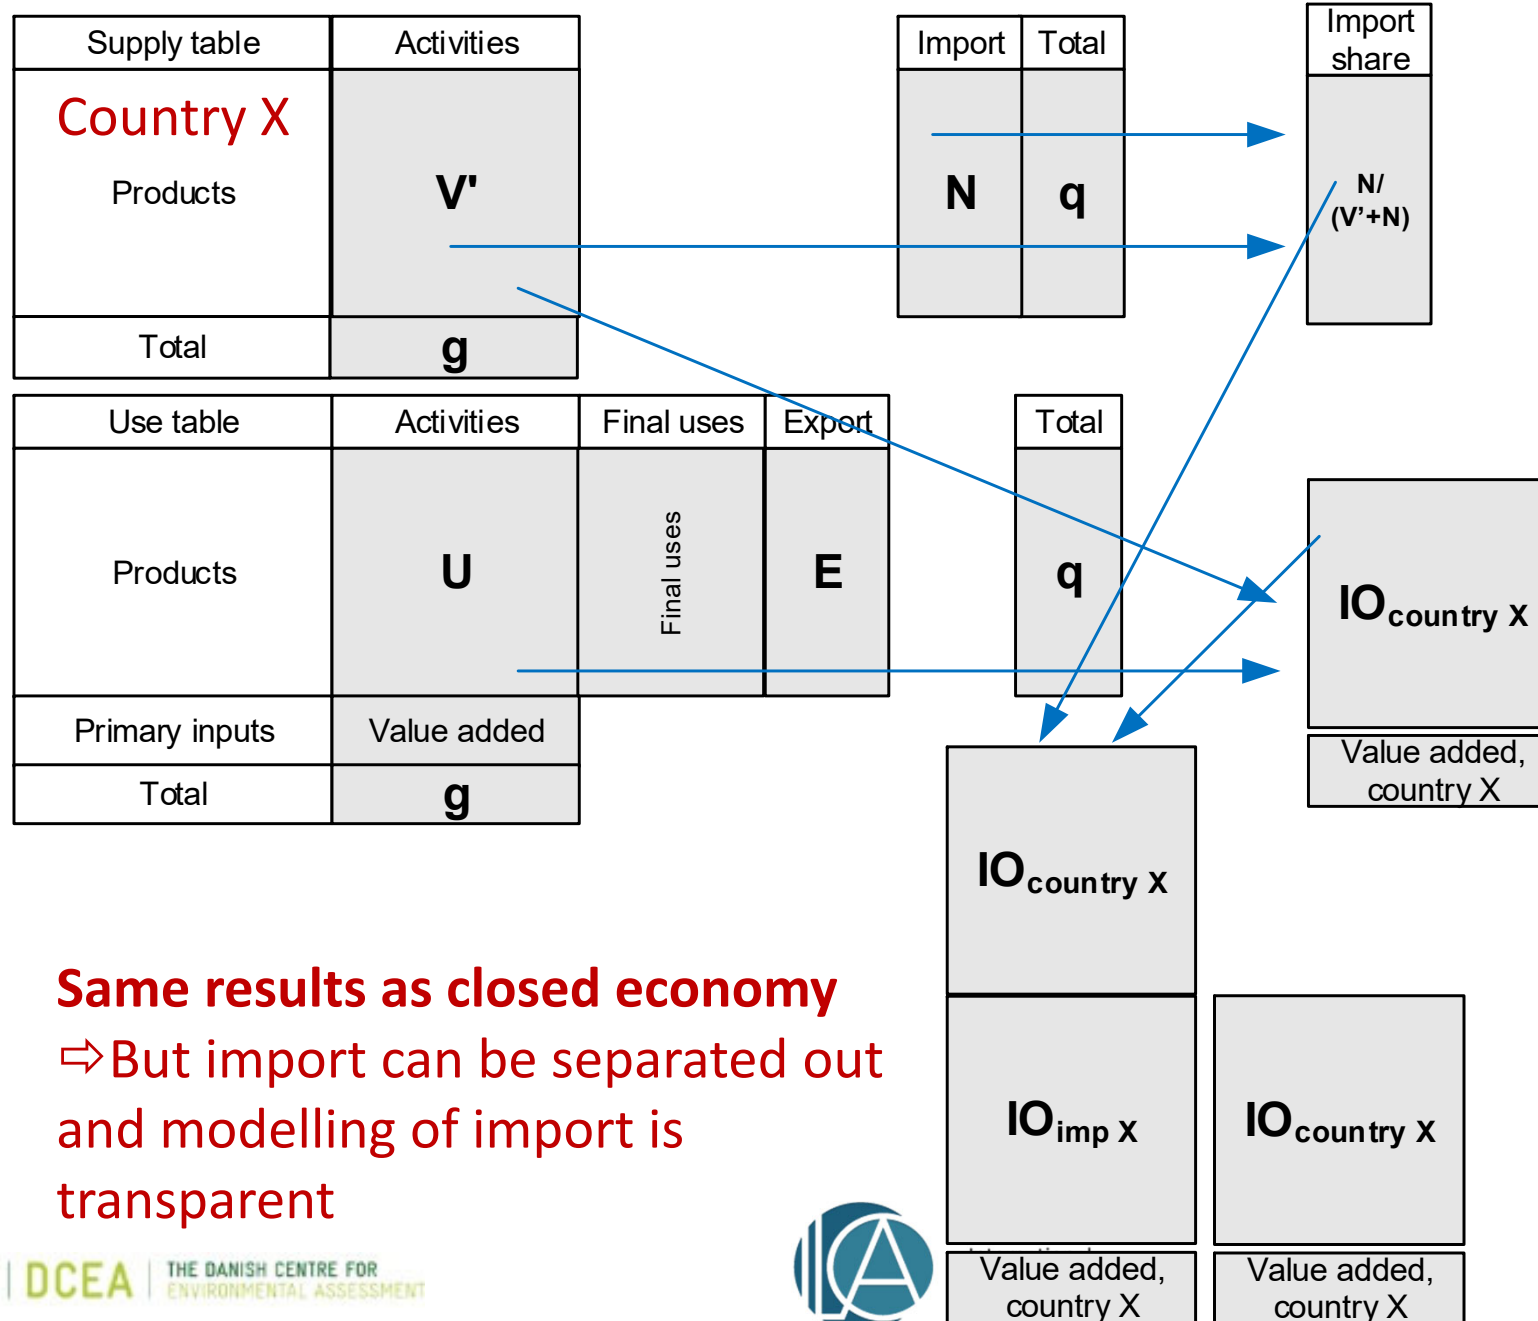 Supply table
Activities
Import
Total
Import
share
Country X
Products
V'
N
q
N/
(V’+N)
Total
g
Use table
Activities
Final uses
Export
Total
Products
U
Final uses
E
q
IOcountry X
Primary inputs
Value added
Value added,
country X
Total
g
IOcountry X
Same results as closed economy
⇨But import can be separated out
and modelling of import is
transparent
IOimp X
IOcountry X
Value added,
country X
Value added,
country X
DCEA
THE DANISH CENTRE FOR
ENVIRONMENTAL ASSESSMENT
LCA